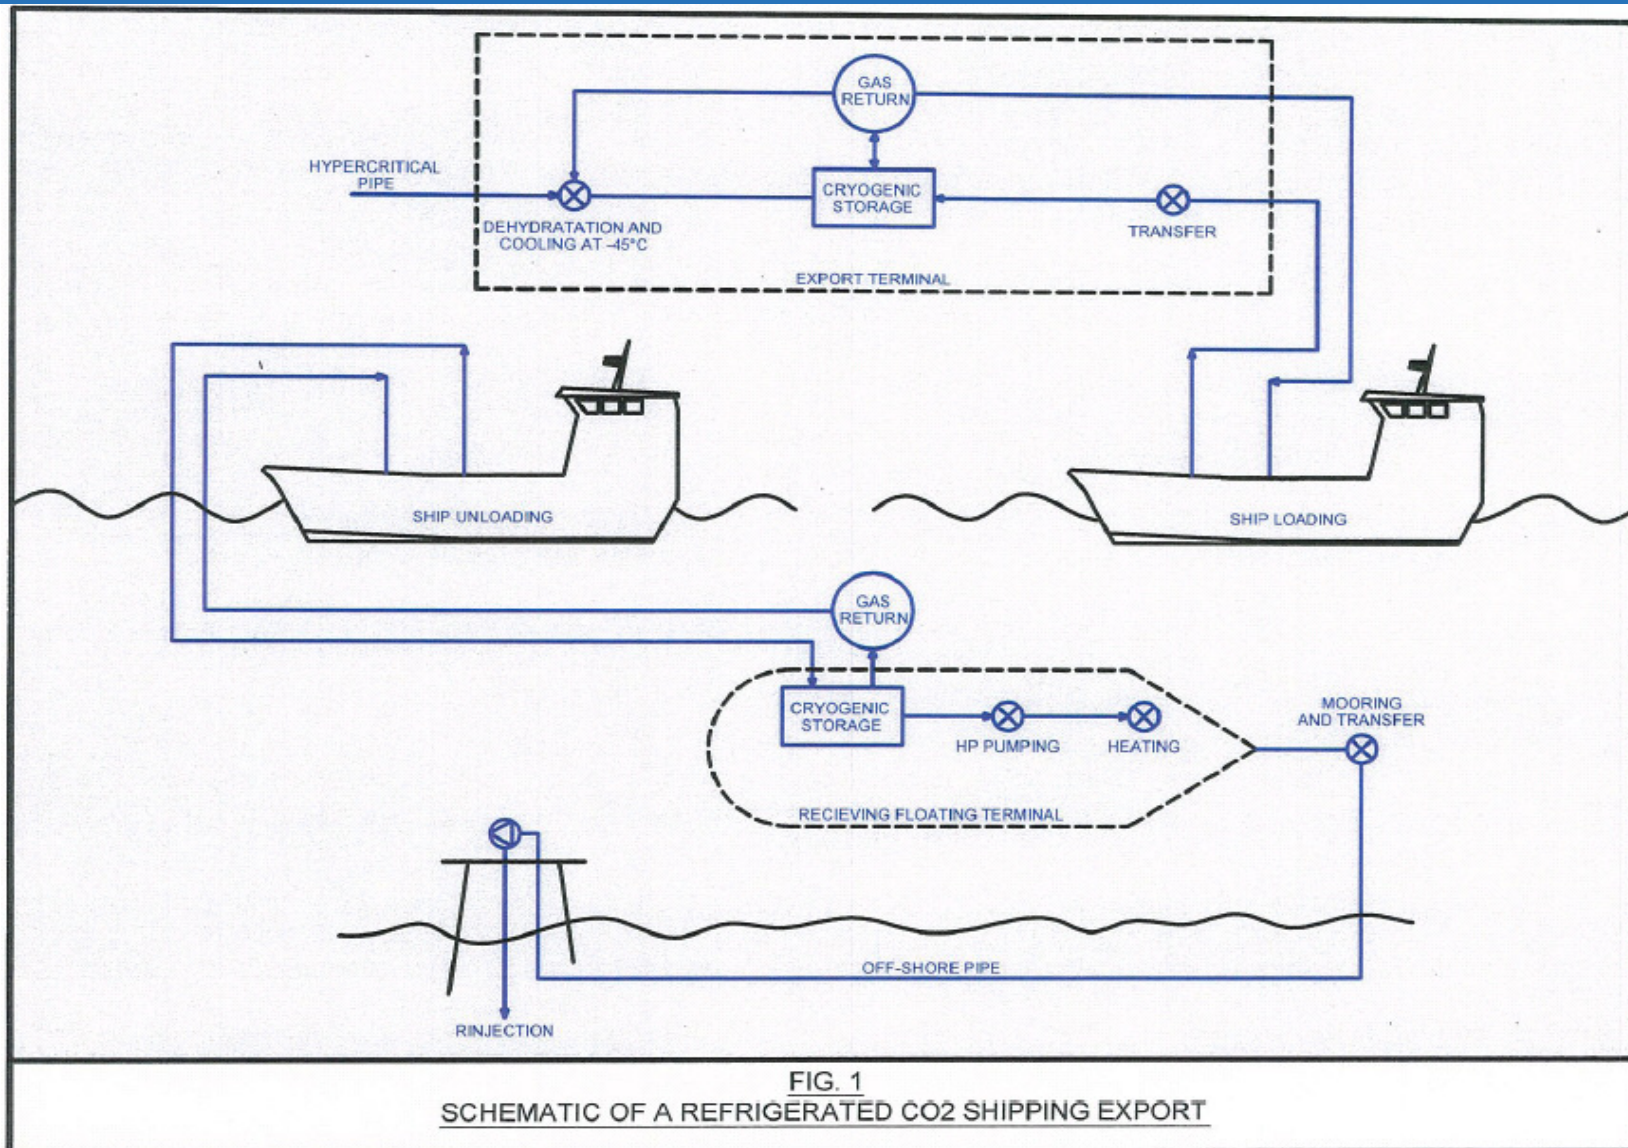 GAS
RETURN
HYPERCRITICAL
PIPE
CRYOGENIC
STORAGE
DEHYDRATATION AND
COOLING AT -45°C
TRANSFER
EXPORT TERMINAL
SHIP UNLOADING
SHIP LOADING
GAS
RETURN
CRYOGENIC
STORAGE
HP PUMPING
HEATING
MOORING
AND TRANSFER
RECIEVING FLOATING TERMINAL
OFF-SHORE PIPE
RINJECTION
FIG. 1
SCHEMATIC OF A REFRIGERATED CO2 SHIPPING EXPORT